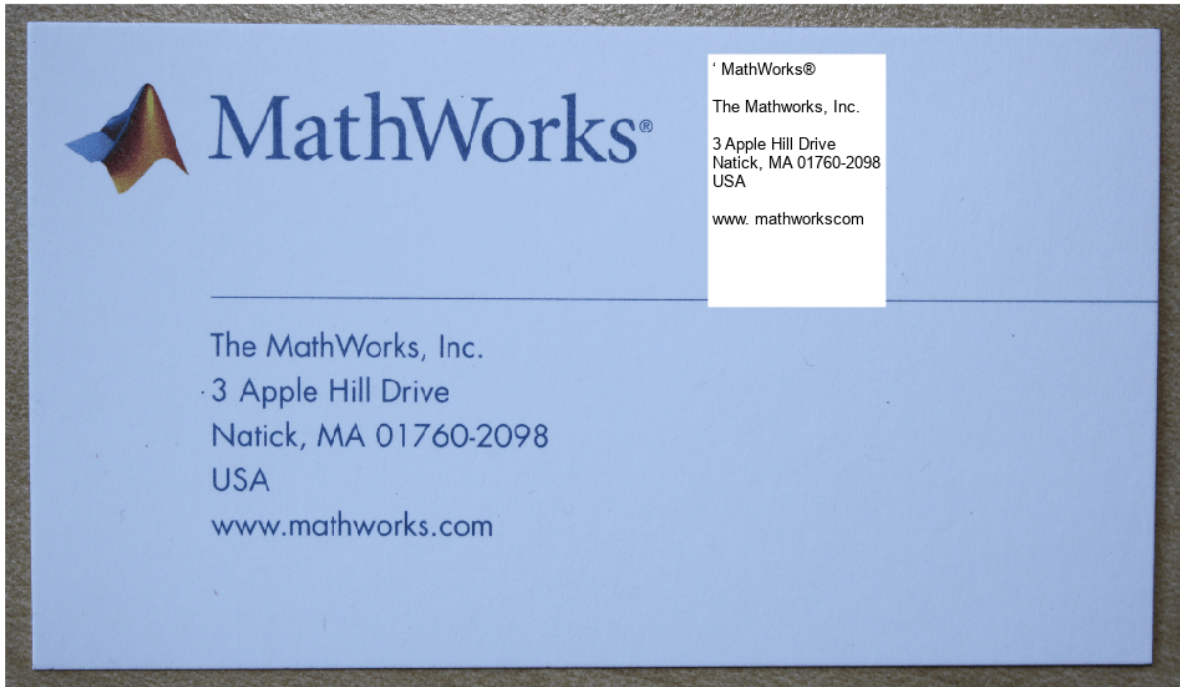 MathWorks®
‘ MathWorks®
The Mathworks, Inc.
3 Apple Hill Drive
Natick, MA 01760-2098
USA
www. mathworkscom
The MathWorks, Inc.
3 Apple Hill Drive
Natick, MA 01760-2098
USA
www.mathworks.com